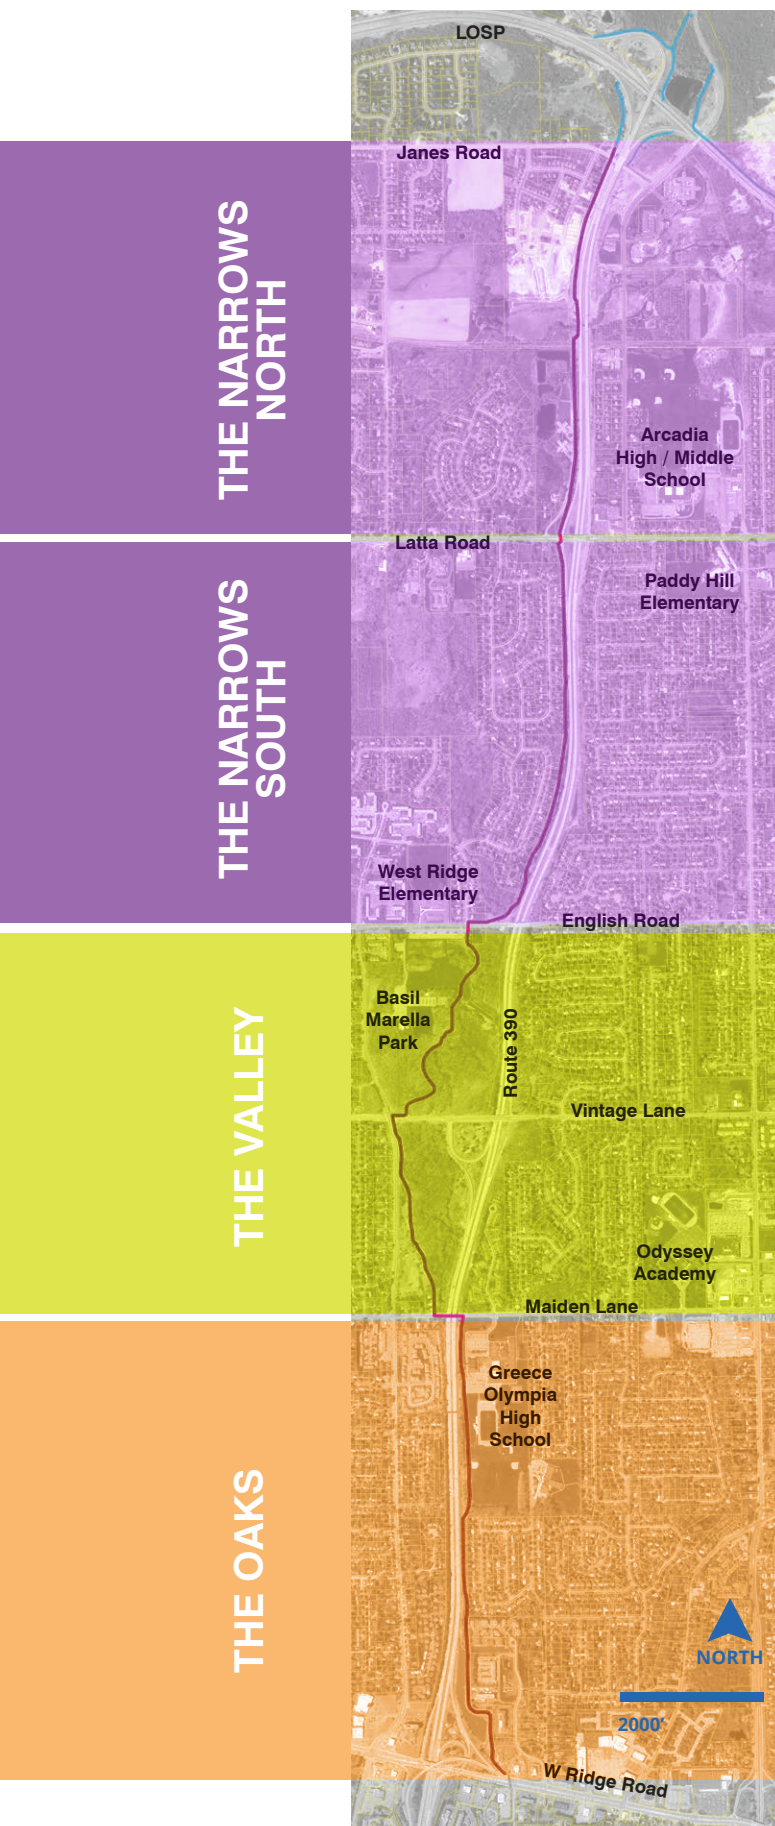 LOSP
Janes Road
THE NARROWS
NORTH
Arcadia
High / Middle
School
Latta Road
THE NARROWS
SOUTH
Paddy Hill
Elementary
West Ridge
Elementary
English Road
THE VALLEY
Basil
Marella
Park
Route 390
Vintage Lane
Odyssey
Academy
Maiden Lane
THE OAKS
Greece
Olympia
High
School
NORTH
2000'
W Ridge Road